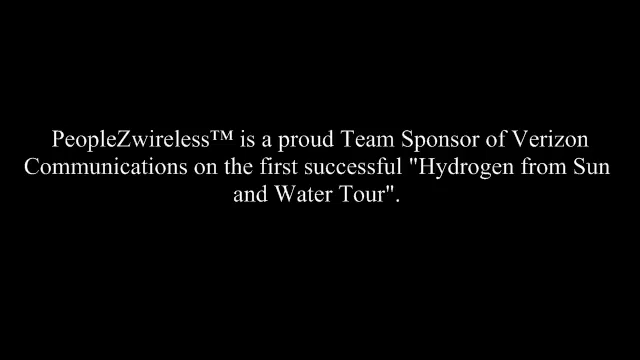 PeopleZwireless™ is a proud Team Sponsor of Verizon
Communications on the first successful "Hydrogen from Sun
and Water Tour".